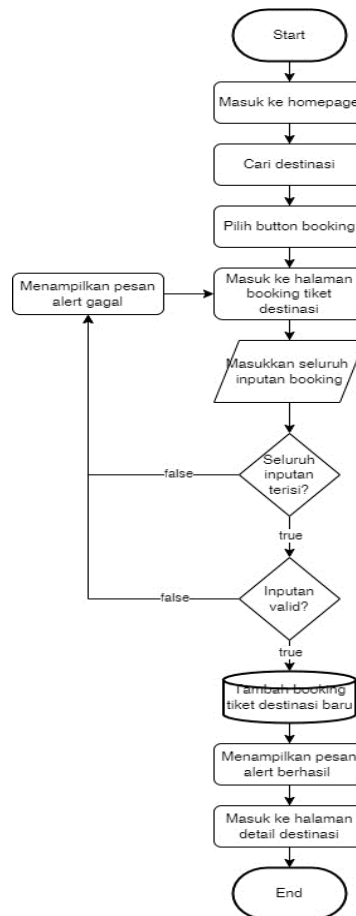 Start
Masuk ke homepage
Cari destinasi
Pilih button booking
Menampilkan pesan
alert gagal
Masuk ke halaman
booking tiket
destinasi
Masukkan seluruh
inputan booking
Seluruh
inputan
terisi?
false
true
Inputan
valid?
false
true
Tambah booking
tiket destinasi baru
Menampilkan pesan
alert berhasil
Masuk ke halaman
detail destinasi
End